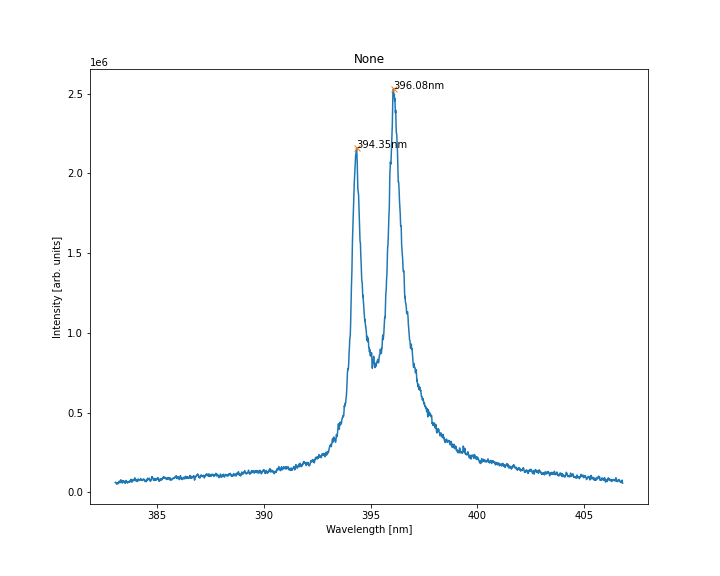 None
1e6
396.08nm
394.35nm
2.5
2.0
1.5
1.0
0.5
0.0
Intensity [arb. units]
385 390 395 400 405
Wavelength [nm]